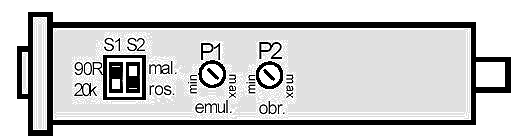 S1 S2
P1 P2
90R mal.
20k ros.
min max min max
emul. obr.